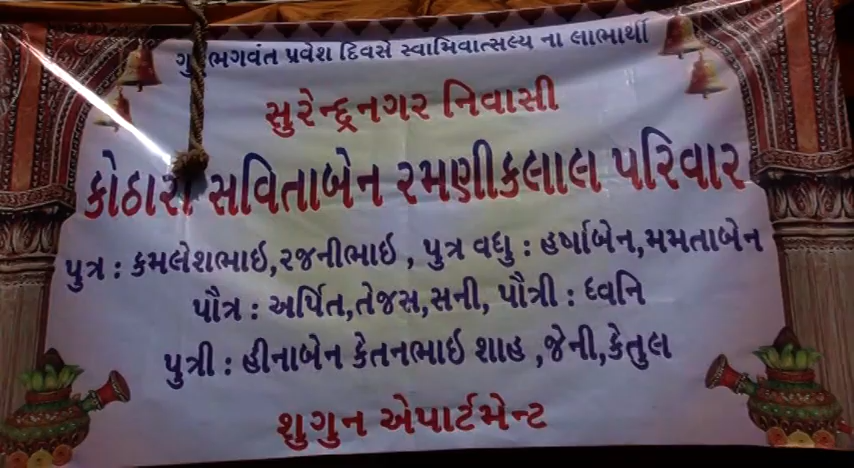 ગુરૂભગવંત પ્રવેશ દિવસે સ્વામિવાત્સલ્ય ના લાભાર્થી
સુરેન્દ્રનગર નિવાસી
કોઠારી સવિતાબેન રમણીકલાલ પરિવાર
પુત્ર : કમલેશભાઇ,રજનીભાઇ , પુત્ર વધુ : હર્ષાબેન,મમતાબેન
પૌત્ર : અર્પિત,તેજસ,સની, પૌત્રી : ધ્વનિ
પુત્રી : હીનાબેન કેતનભાઇ શાહ ,જેની,કેતુલ
શુગુન એપાર્ટમેન્ટ